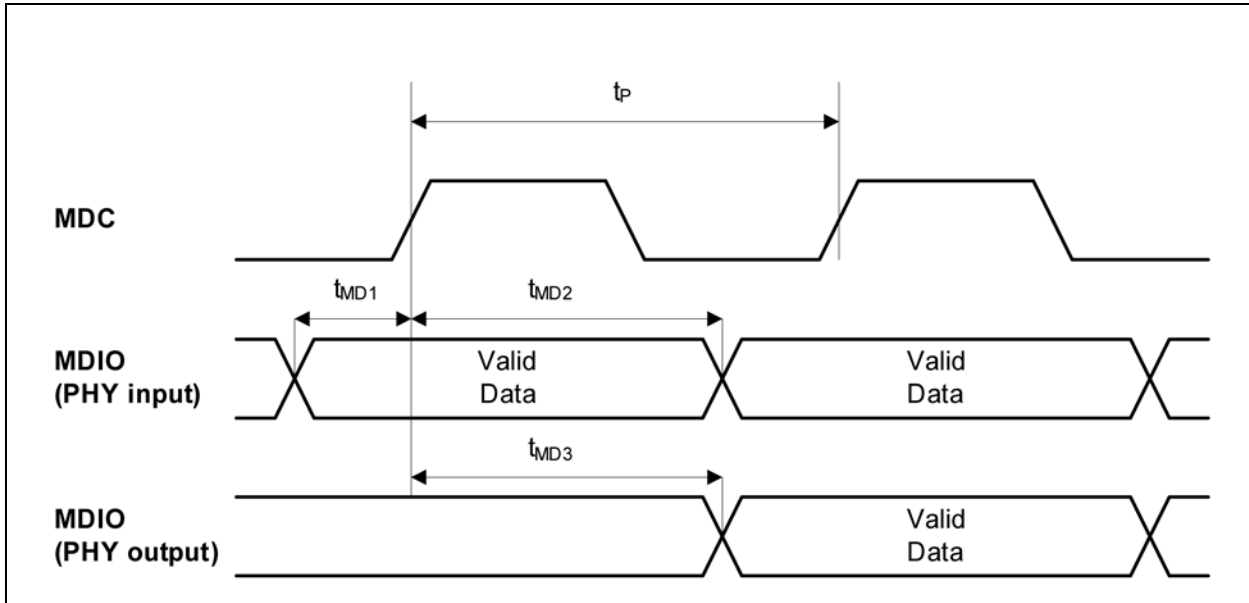 tP
MDC
tMD1
tMD2
MDIO
(PHY input)
Valid
Data
Valid
Data
tMD3
MDIO
(PHY output)
Valid
Data